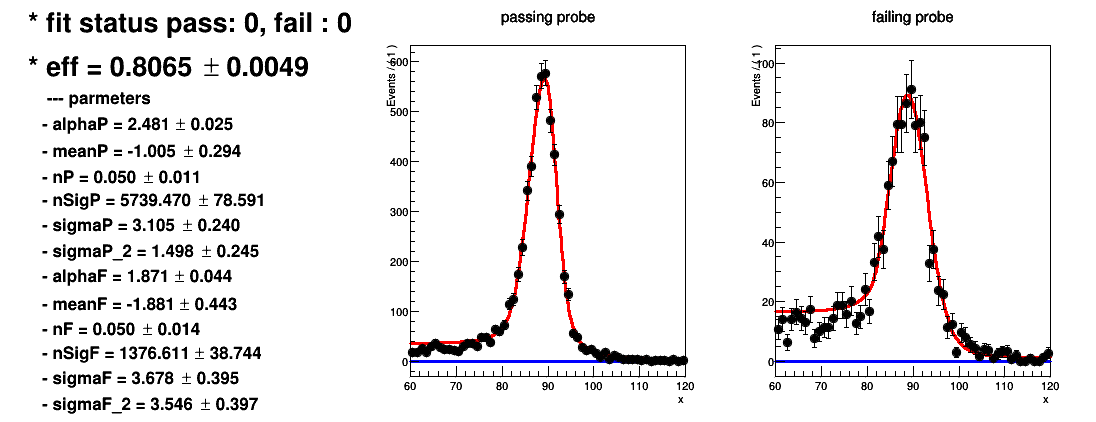 * fit status pass: 0, fail : 0
* eff = 0.8065 ± 0.0049
--- parmeters
- alphaP = 2.481 ± 0.025
- meanP = -1.005 ± 0.294
- nP = 0.050 ± 0.011
- nSigP = 5739.470 ± 78.591
- sigmaP = 3.105 ± 0.240
- sigmaP_2 = 1.498 ± 0.245
- alphaF = 1.871 ± 0.044
- meanF = -1.881 ± 0.443
- nF = 0.050 ± 0.014
- nSigF = 1376.611 ± 38.744
- sigmaF = 3.678 ± 0.395
- sigmaF_2 = 3.546 ± 0.397
passing probe
Events / ( 1 )
600
500
400
300
200
100
0
60 70 80 90 100 110 120
x
failing probe
Events / ( 1 )
100
80
60
40
20
0
60 70 80 90 100 110 120
x